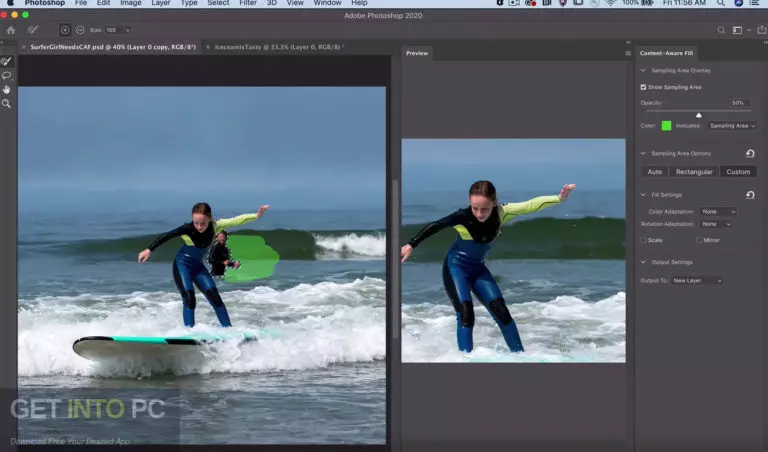 Photoshop File Edit Image Layer Type Select Filter 3D View Window Help 100% Fri 11:56 AM
Adobe Photoshop 2020
Size: 150
SurferGirlNeedsCAF.psd @ 40% (Layer 0 copy, RGB/8*)
IcecreamIsTasty @ 33.3% (RGB/8) *
Preview
Content-Aware Fill
Sampling Area Overlay
Show Sampling Area
Opacity: 50%
Color: Indicates: Sampling Area
Sampling Area Options
Auto Rectangular Custom
Fill Settings
Color Adaptation: None
Rotation Adaptation: None
Scale Mirror
Output Settings
Output To: New Layer
GET INTO PC
Download Free Your Desired App